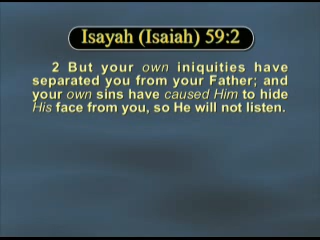 Isayah (Isaiah) 59:2
2 But your own iniquities have
separated you from your Father; and
your own sins have caused Him to hide
His face from you, so He will not listen.